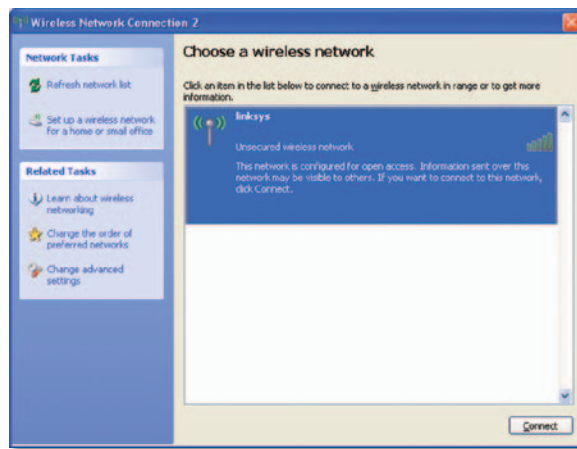 Wireless Network Connection 2
Network Tasks
Refresh network list
Set up a wireless network
for a home or small office
Related Tasks
Learn about wireless
networking
Change the order of
preferred networks
Change advanced
settings
Choose a wireless network
Click an item in the list below to connect to a wireless network in range or to get more
information.
linksys
Unsecured wireless network
This network is configured for open access. Information sent over this
network may be visible to others. If you want to connect to this network,
click Connect.
Connect